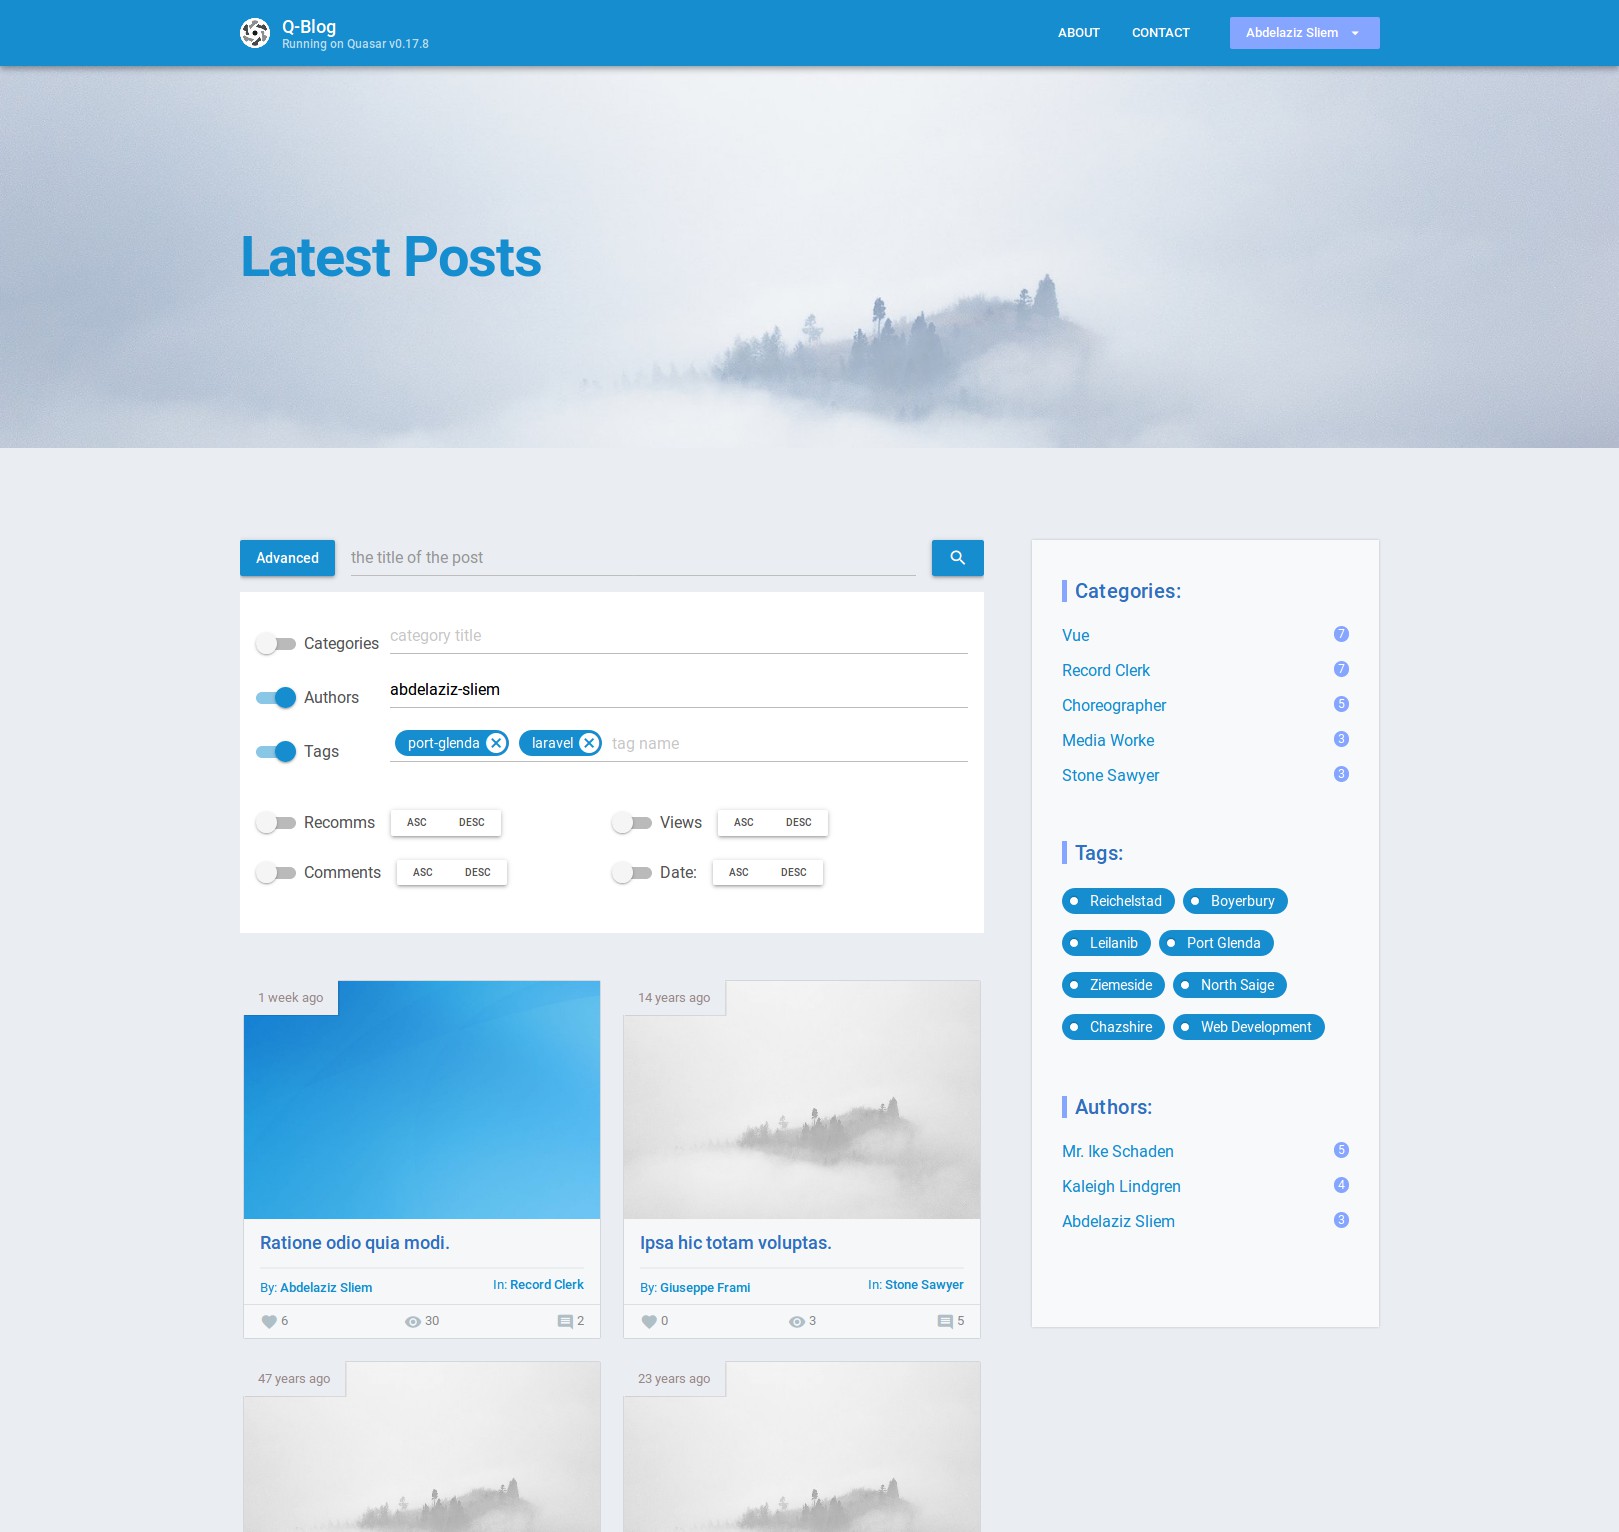 Q-Blog
Running on Quasar v0.17.8
ABOUT CONTACT Abdelaziz Sliem
Latest Posts
Advanced the title of the post
Categories category title
Authors abdelaziz-sliem
Tags port-glenda laravel tag name
Recomms ASC DESC Views ASC DESC
Comments ASC DESC Date: ASC DESC
1 week ago
Ratione odio quia modi.
By: Abdelaziz Sliem In: Record Clerk
6 30 2
14 years ago
Ipsa hic totam voluptas.
By: Giuseppe Frami In: Stone Sawyer
0 3 5
47 years ago
23 years ago
Categories:
Vue 7
Record Clerk 7
Choreographer 5
Media Worke 3
Stone Sawyer 3
Tags:
Reichelstad Boyerbury
Leilanib Port Glenda
Ziemeside North Saige
Chazshire Web Development
Authors:
Mr. Ike Schaden 5
Kaleigh Lindgren 4
Abdelaziz Sliem 3